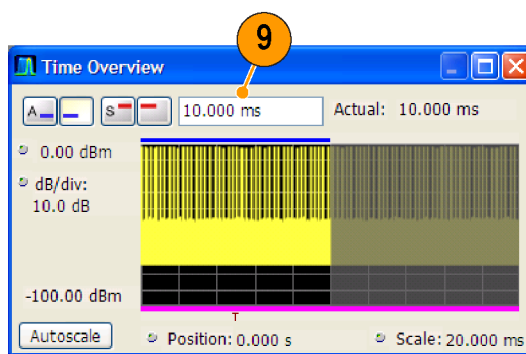 9
Time Overview
A S 10.000 ms Actual: 10.000 ms
0.00 dBm
dB/div:
10.0 dB
-100.00 dBm
T
Autoscale Position: 0.000 s Scale: 20.000 ms